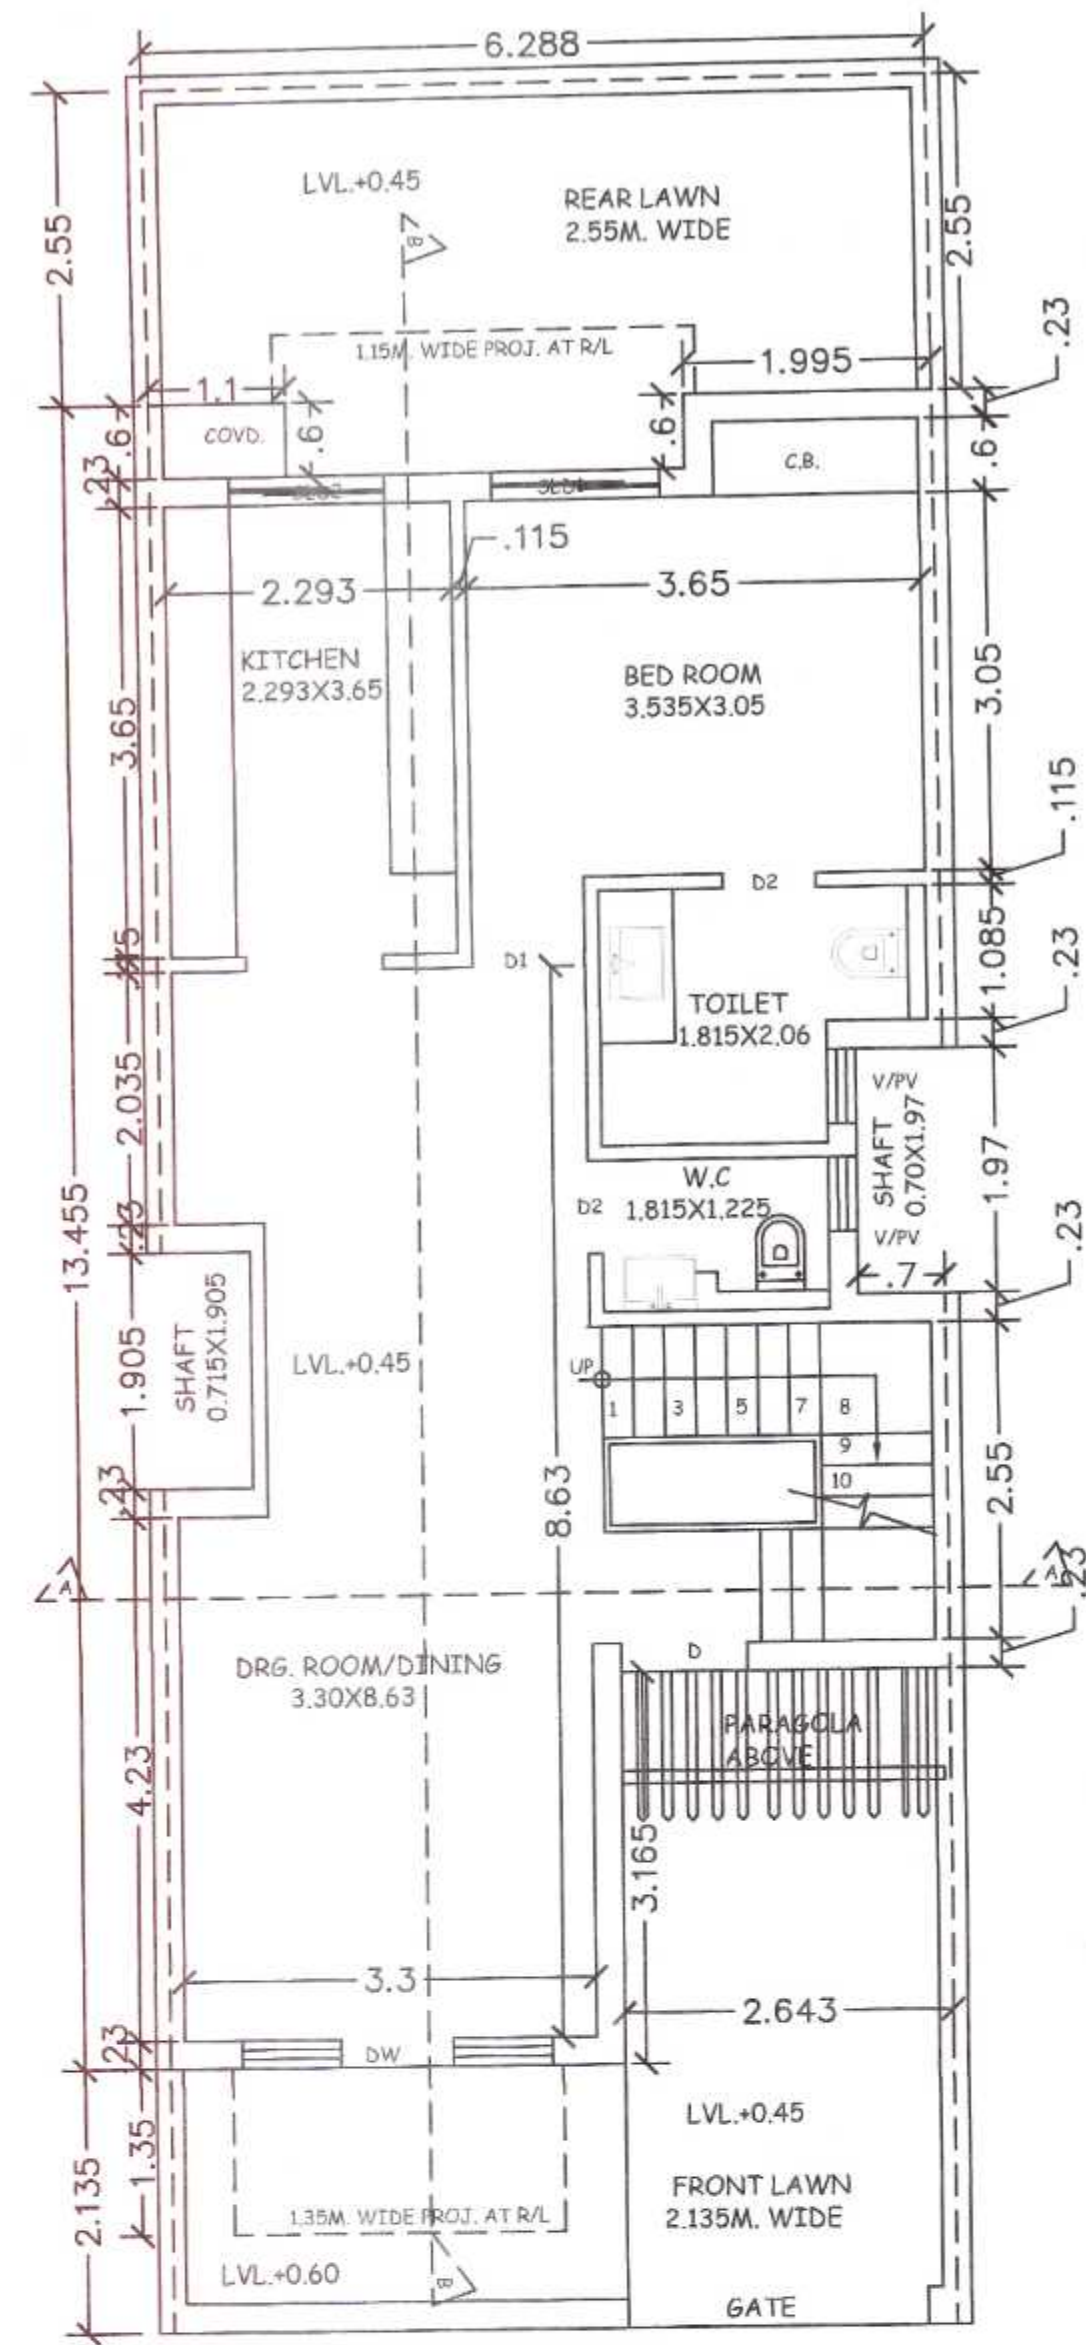 6.288
2.55
2.55
LVL.+0.45
REAR LAWN
2.55M. WIDE
B
.23
1.15M. WIDE PROJ. AT R/L
1.995
1.1
.6
COVD.
.6
.6
C.B.
.6
.23
.115
2.293
3.65
KITCHEN
2.293X3.65
BED ROOM
3.535X3.05
3.65
3.05
.115
D2
D1
1.085
.23
TOILET
1.815X2.06
2.035
V/PV
SHAFT
0.70X1.97
1.97
W.C
1.815X1.225
D2
V/PV
.7
.23
13.455
.23
1.905
SHAFT
0.715X1.905
LVL.+0.45
UP
1
3
5
7
8
9
10
2.55
.23
8.63
A
A
.23
DRG. ROOM/DINING
3.30X8.63
D
PARAGOLA
ABOVE
4.23
3.165
3.3
2.643
.23
DW
LVL.+0.45
1.35
2.135
FRONT LAWN
2.135M. WIDE
1.35M. WIDE PROJ. AT R/L
LVL.+0.60
B
GATE